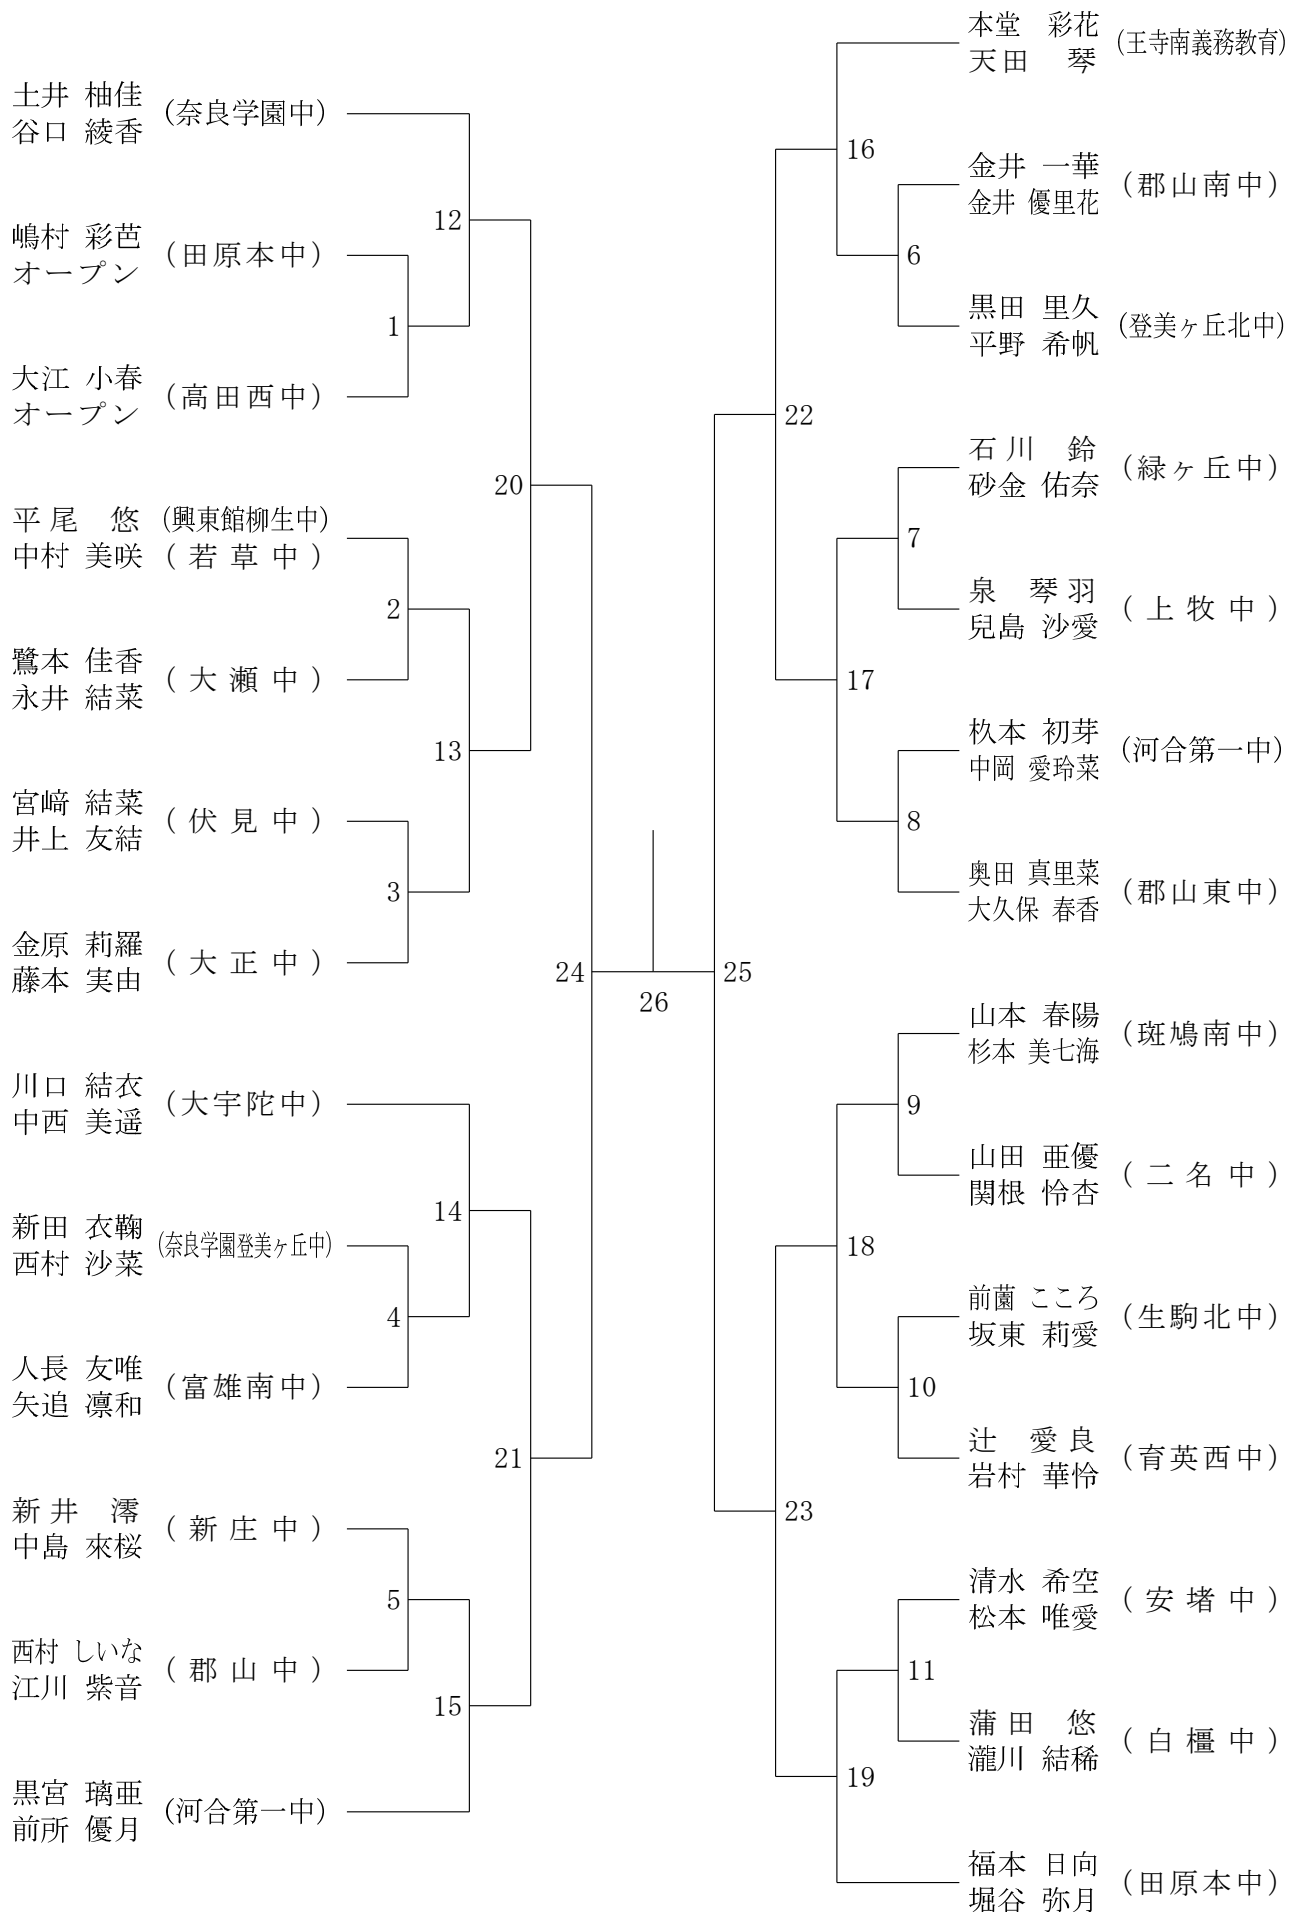 土井 柚佳 (奈良学園中)
谷口 綾香
12
嶋村 彩芭 (田原本中)
オープン
1
大江 小春 (高田西中)
オープン
20
平尾 悠 (興東館柳生中)
中村 美咲 (若草中)
2
鷺本 佳香 (大瀬中)
永井 結菜
13
宮﨑 結菜 (伏見中)
井上 友結
3
金原 莉羅 (大正中)
藤本 実由
24
26
川口 結衣 (大宇陀中)
中西 美遥
14
新田 衣鞠 (奈良学園登美ヶ丘中)
西村 沙菜
4
人長 友唯 (富雄南中)
矢追 凛和
21
新井 澪 (新庄中)
中島 來桜
5
西村 しいな (郡山中)
江川 紫音
15
黒宮 璃亜 (河合第一中)
前所 優月
本堂 彩花 (王寺南義務教育)
天田 琴
16
金井 一華 (郡山南中)
金井 優里花
6
黒田 里久 (登美ヶ丘北中)
平野 希帆
22
石川 鈴 (緑ヶ丘中)
砂金 佑奈
7
泉 琴羽 (上牧中)
兒島 沙愛
17
杦本 初芽 (河合第一中)
中岡 愛玲菜
8
奥田 真里菜 (郡山東中)
大久保 春香
25
山本 春陽 (斑鳩南中)
杉本 美七海
9
山田 亜優 (二名中)
関根 怜杏
18
前薗 こころ (生駒北中)
坂東 莉愛
10
辻 愛良 (育英西中)
岩村 華怜
23
清水 希空 (安堵中)
松本 唯愛
11
蒲田 悠 (白橿中)
瀧川 結稀
19
福本 日向 (田原本中)
堀谷 弥月